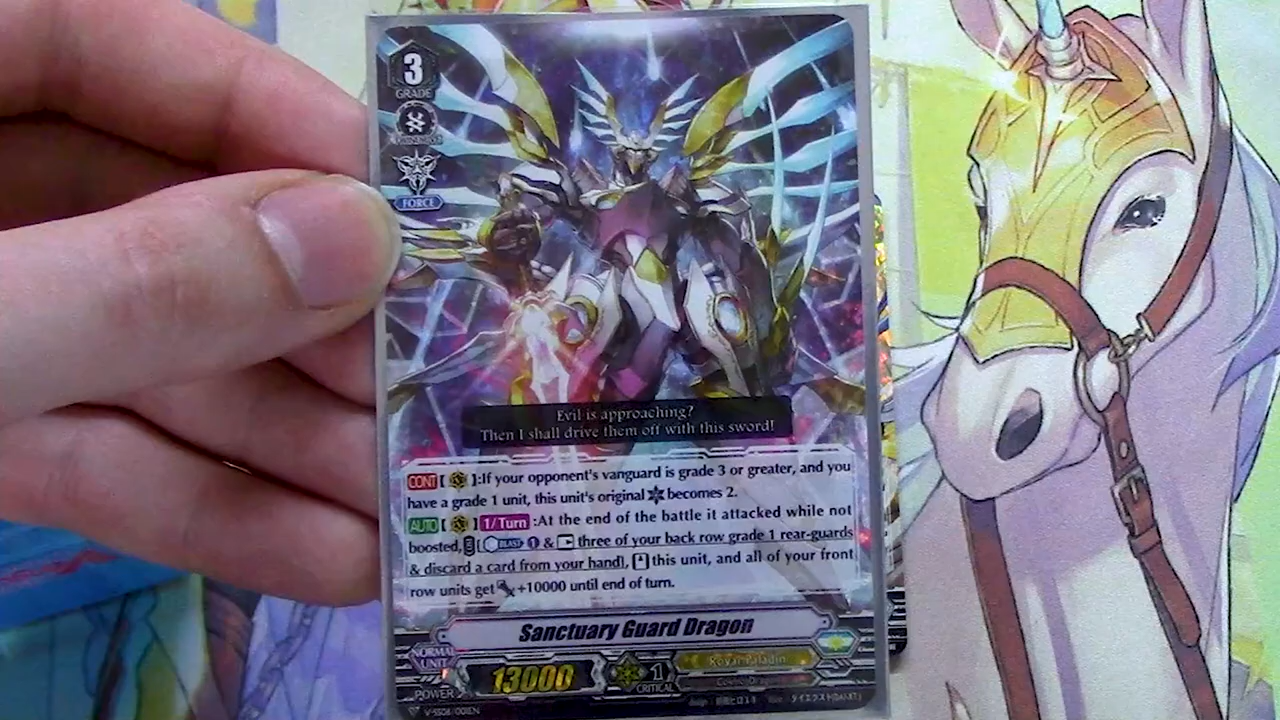 3
GRADE
FORCE
Evil is approaching?
Then I shall drive them off with this sword!
CONT [ ]:If your opponent's vanguard is grade 3 or greater, and you
have a grade 1 unit, this unit's original becomes 2.
AUTO [ ] 1/Turn :At the end of the battle it attacked while not
boosted, [ BLAST 1 & three of your back row grade 1 rear-guards
& discard a card from your hand], this unit, and all of your front
row units get +10000 until end of turn.
Sanctuary Guard Dragon
NORMAL
UNIT
POWER 13000 1
CRITICAL
Royal Paladin
Cosmo Dragon
V-SS08/001EN